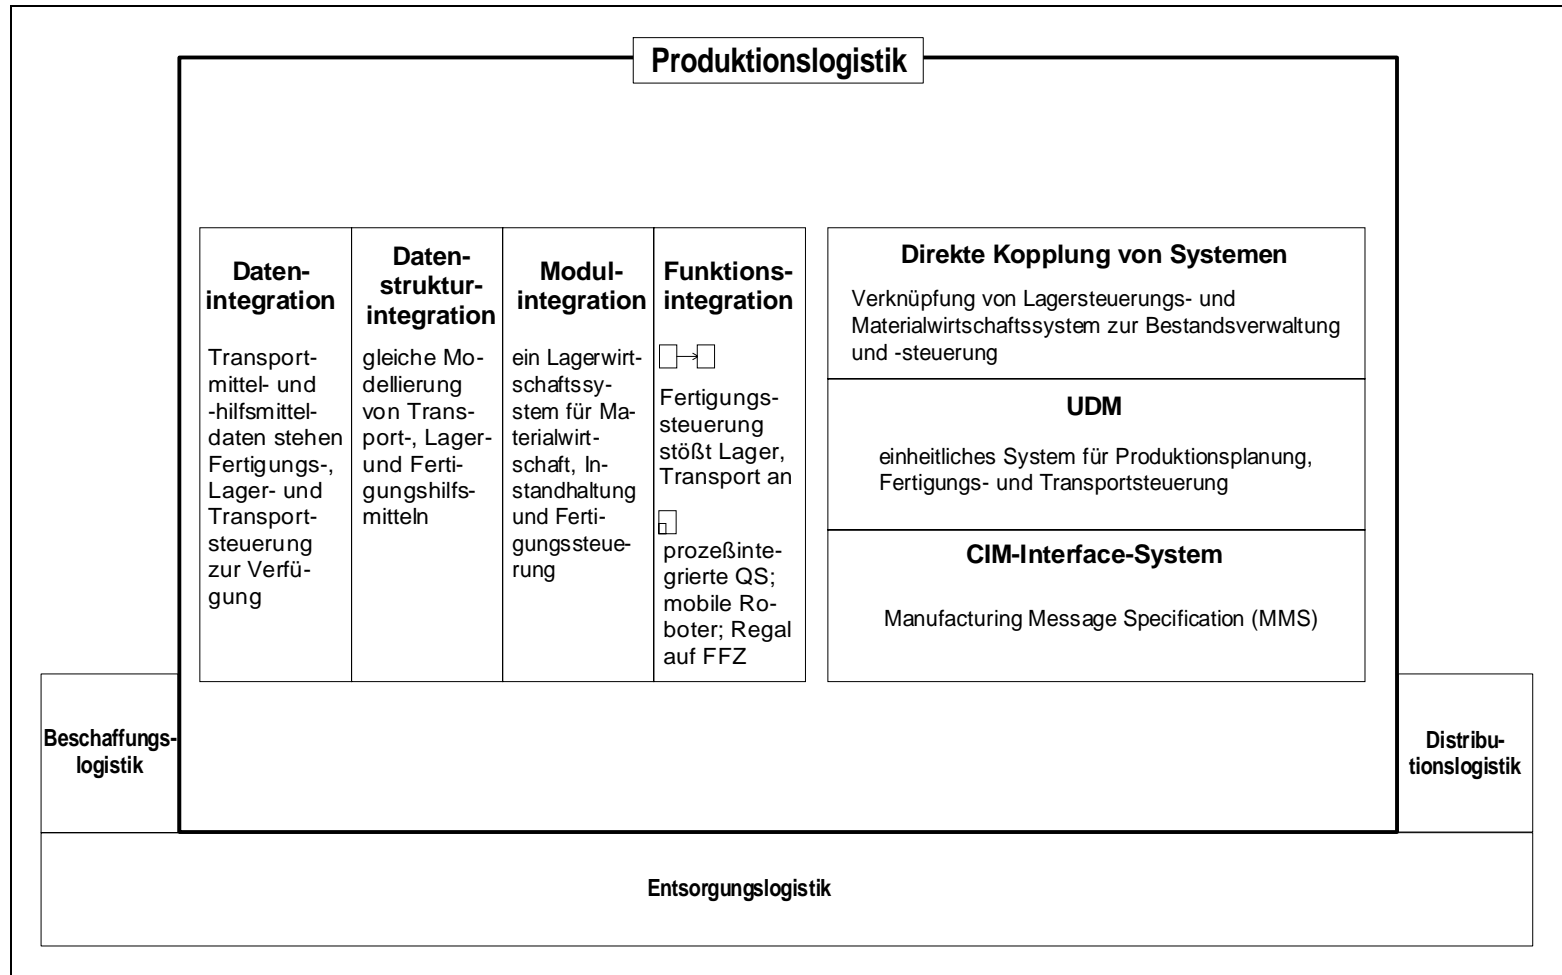 Produktionslogistik
Daten-
integration
Transport-
mittel- und
-hilfsmittel-
daten stehen
Fertigungs-,
Lager- und
Transport-
steuerung
zur Verfü-
gung
Daten-
struktur-
integration
gleiche Mo-
dellierung
von Trans-
port-, Lager-
und Ferti-
gungshilfs-
mitteln
Modul-
integration
ein Lagerwirt-
schaftssy-
stem für Ma-
terialwirt-
schaft, In-
standhaltung
und Ferti-
gungssteue-
rung
Funktions-
integration
Fertigungs-
steuerung
stößt Lager,
Transport an
prozeßinte-
grierte QS;
mobile Ro-
boter; Regal
auf FFZ
Direkte Kopplung von Systemen
Verknüpfung von Lagersteuerungs- und
Materialwirtschaftssystem zur Bestandsverwaltung
und -steuerung
UDM
einheitliches System für Produktionsplanung,
Fertigungs- und Transportsteuerung
CIM-Interface-System
Manufacturing Message Specification (MMS)
Beschaffungs-
logistik
Distribu-
tionslogistik
Entsorgungslogistik